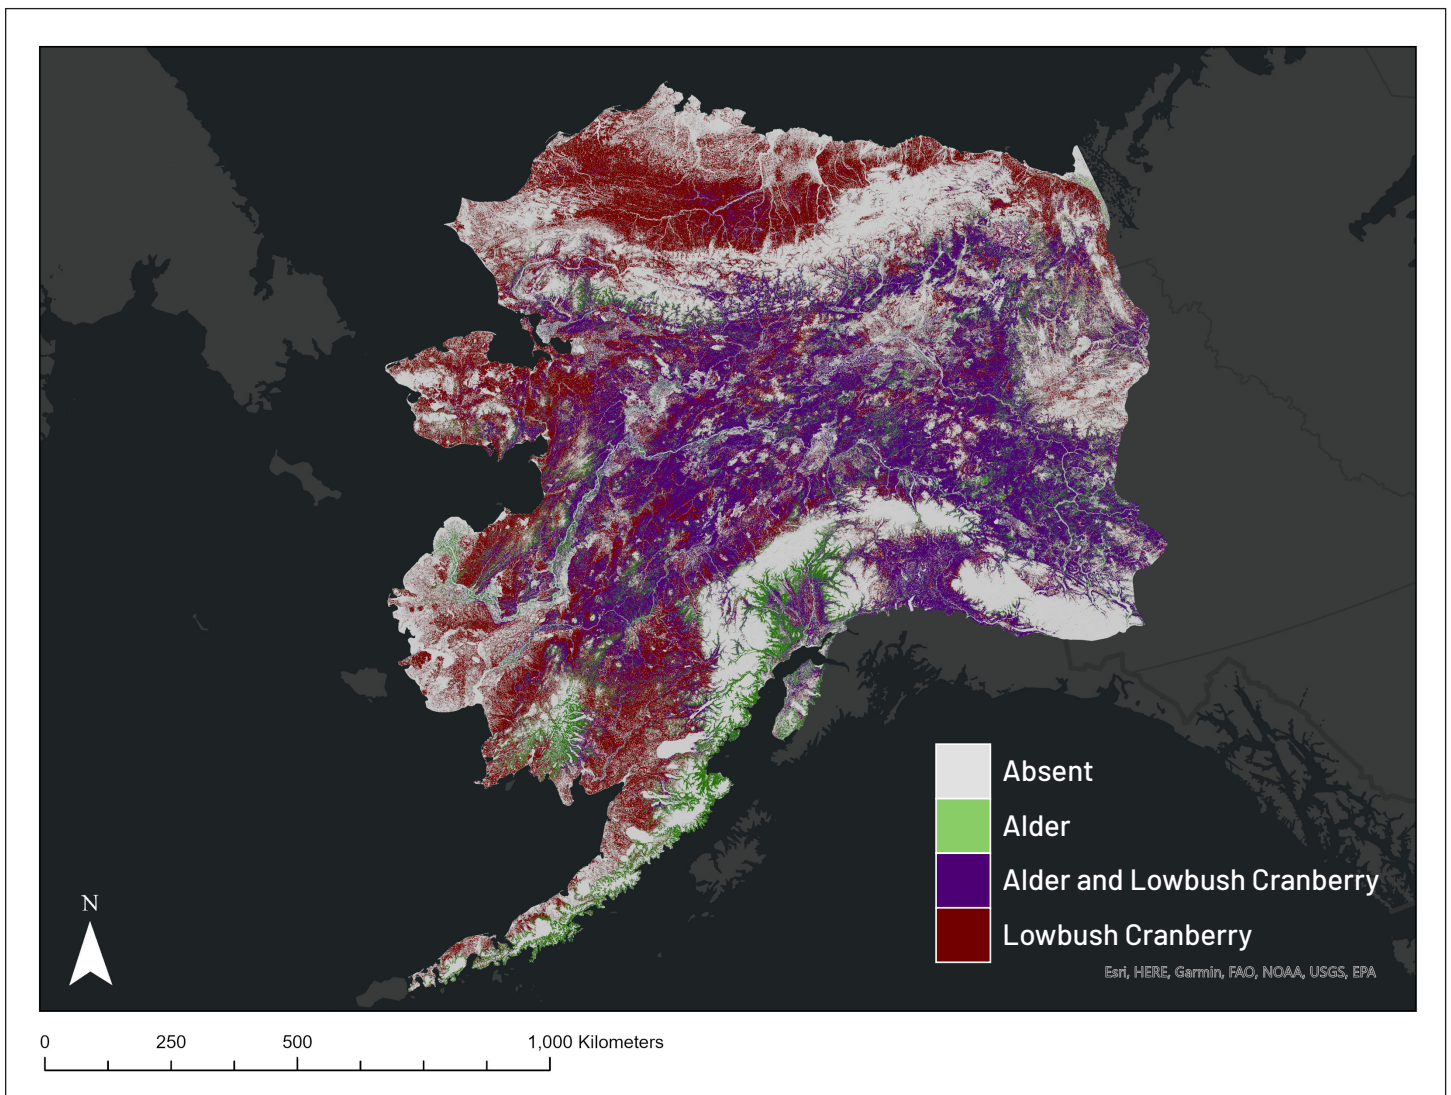 Absent
Alder
Alder and Lowbush Cranberry
Lowbush Cranberry
Esri, HERE, Garmin, FAO, NOAA, USGS, EPA
N
0 250 500 1,000 Kilometers